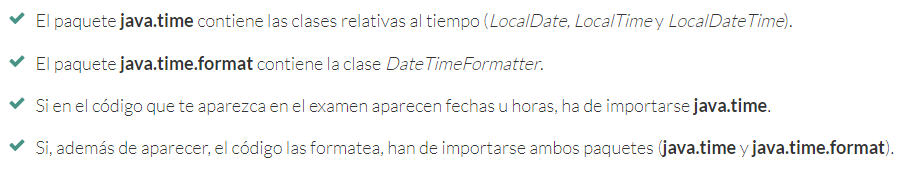 El paquete java.time contiene las clases relativas al tiempo (LocalDate, LocalTime y LocalDateTime).
El paquete java.time.format contiene la clase DateTimeFormatter.
Si en el código que te aparezca en el examen aparecen fechas u horas, ha de importarse java.time.
Si, además de aparecer, el código las formatea, han de importarse ambos paquetes (java.time y java.time.format).